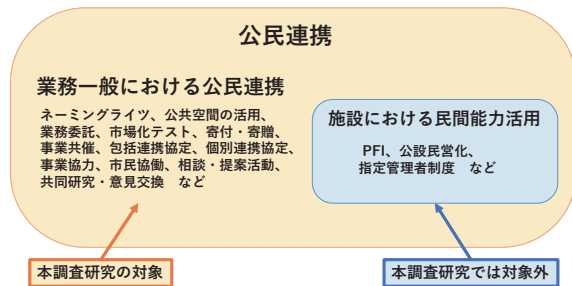 公民連携
業務一般における公民連携
ネーミングライツ、公共空間の活用、
業務委託、市場化テスト、寄付・寄贈、
事業共催、包括連携協定、個別連携協定、
事業協力、市民協働、相談・提案活動、
共同研究・意見交換 など
施設における民間能力活用
PFI、公設民営化、
指定管理者制度 など
本調査研究の対象
本調査研究では対象外